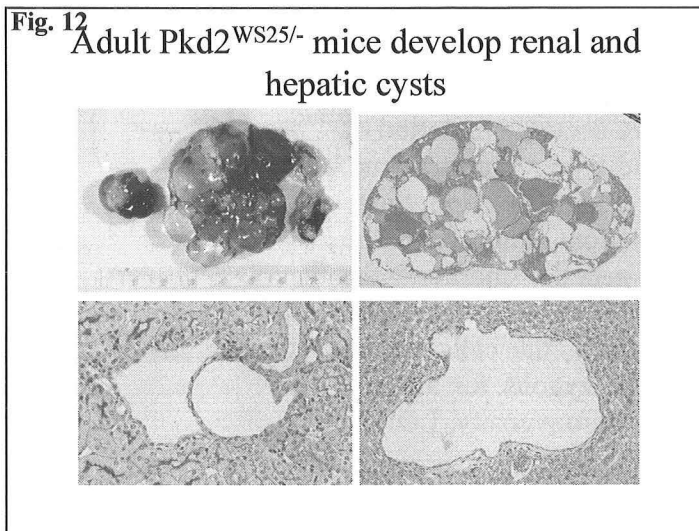 Fig. 12
Adult Pkd2WS25/- mice develop renal and
hepatic cysts